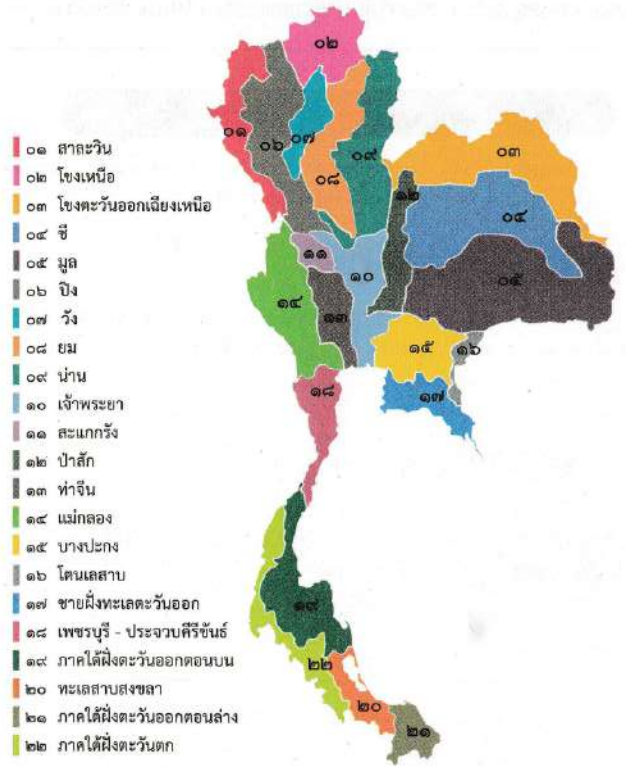 ๐๑ สาละวิน
๐๒ โขงเหนือ
๐๓ โขงตะวันออกเฉียงเหนือ
๐๔ ชี
๐๕ มูล
๐๖ ปิง
๐๗ วัง
๐๘ ยม
๐๙ น่าน
๑๐ เจ้าพระยา
๑๑ สะแกกรัง
๑๒ ป่าสัก
๑๓ ท่าจีน
๑๔ แม่กลอง
๑๕ บางปะกง
๑๖ โตนเลสาบ
๑๗ ชายฝั่งทะเลตะวันออก
๑๘ เพชรบุรี - ประจวบคีรีขันธ์
๑๙ ภาคใต้ฝั่งตะวันออกตอนบน
๒๐ ทะเลสาบสงขลา
๒๑ ภาคใต้ฝั่งตะวันออกตอนล่าง
๒๒ ภาคใต้ฝั่งตะวันตก
๐๒
๐๑
๐๖
๐๗
๐๓
๐๙
๐๘
๑๒
๐๔
๑๑
๑๐
๐๕
๑๔
๑๓
๑๕
๑๖
๑๘
๑๗
๑๙
๒๒
๒๐
๒๑